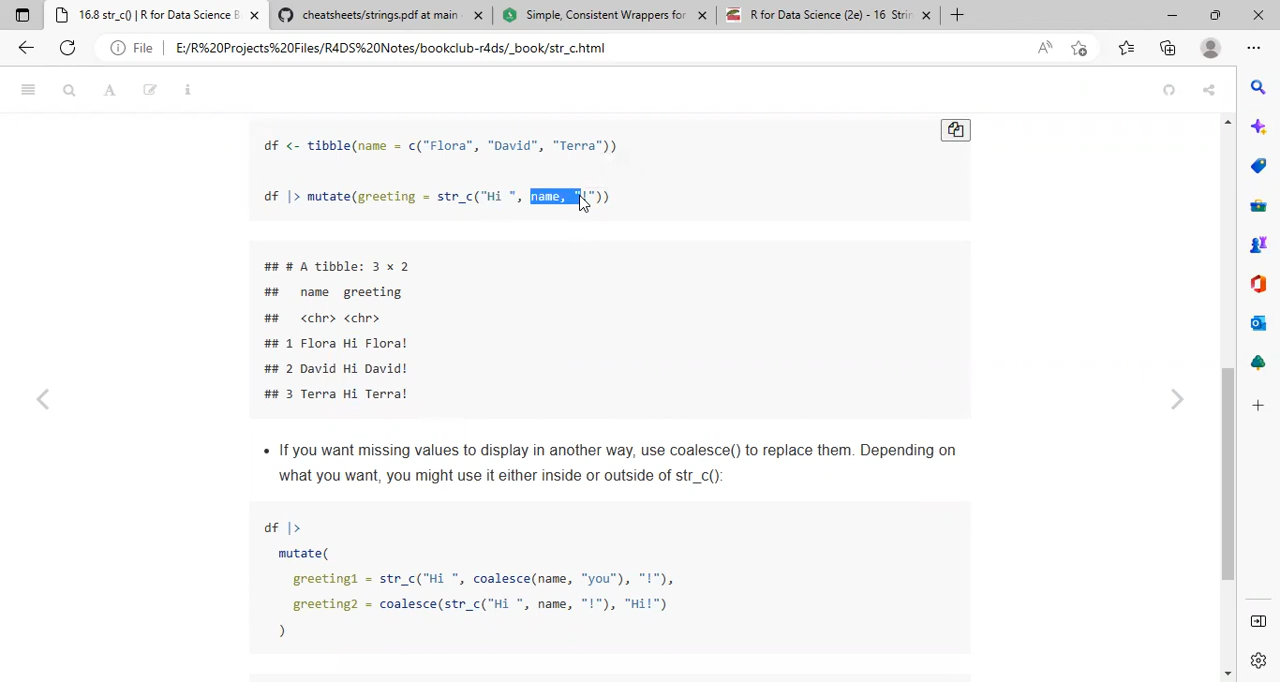 16.8 str_c() | R for Data Science B
cheatsheets/strings.pdf at main ·
Simple, Consistent Wrappers for
R for Data Science (2e) - 16 Strin
File
E:/R%20Projects%20Files/R4DS%20Notes/bookclub-r4ds/_book/str_c.html
df <- tibble(name = c("Flora", "David", "Terra"))
df |> mutate(greeting = str_c("Hi ", name, "!"))
## # A tibble: 3 × 2
##   name  greeting
##   <chr> <chr>
## 1 Flora Hi Flora!
## 2 David Hi David!
## 3 Terra Hi Terra!
• If you want missing values to display in another way, use coalesce() to replace them. Depending on
what you want, you might use it either inside or outside of str_c():
df |>
  mutate(
    greeting1 = str_c("Hi ", coalesce(name, "you"), "!"),
    greeting2 = coalesce(str_c("Hi ", name, "!"), "Hi!")
  )